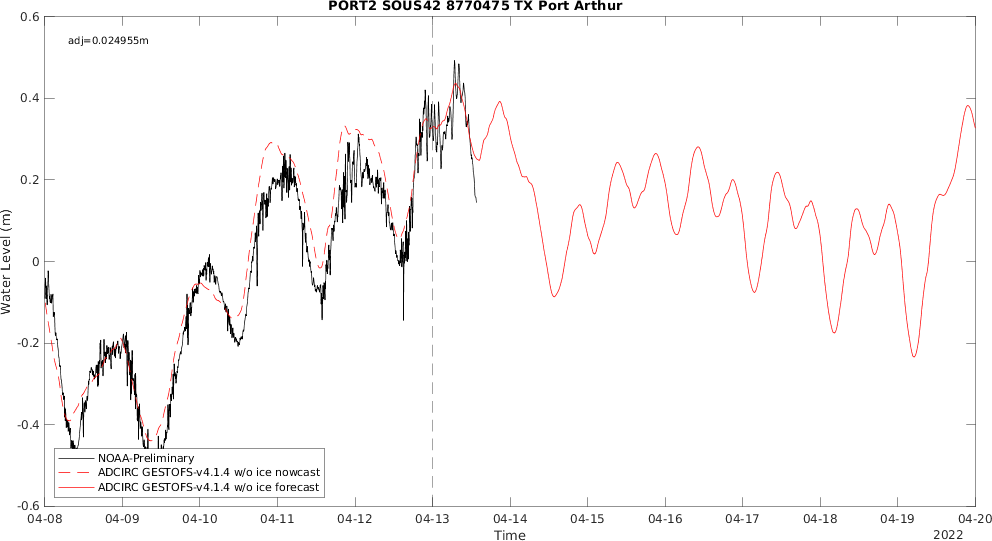 PORT2 SOUS42 8770475 TX Port Arthur
adj=0.024955m
0.6
0.4
0.2
0
-0.2
-0.4
-0.6
Water Level (m)
NOAA-Preliminary
ADCIRC GESTOFS-v4.1.4 w/o ice nowcast
ADCIRC GESTOFS-v4.1.4 w/o ice forecast
04-08 04-09 04-10 04-11 04-12 04-13 04-14 04-15 04-16 04-17 04-18 04-19 04-20
Time
2022